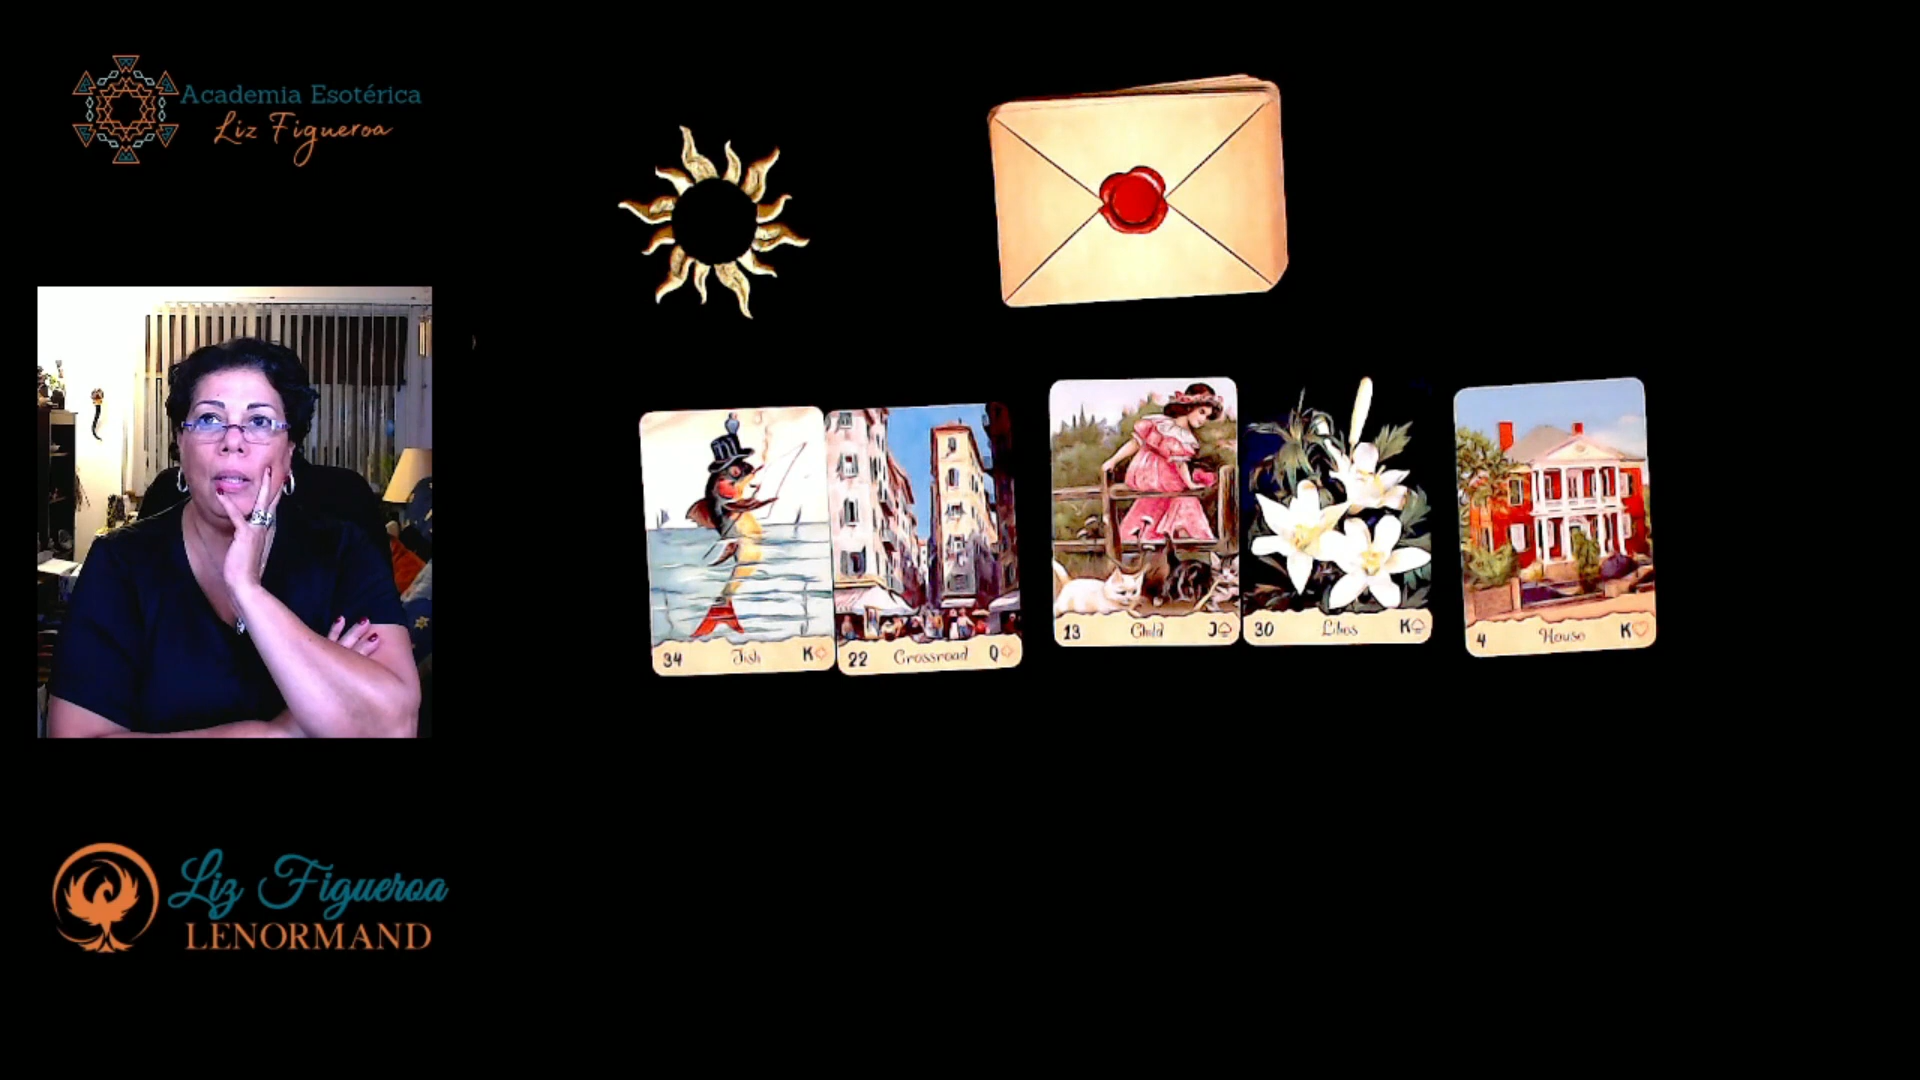 Academia Esotérica
Liz Figueroa
34 Fish K
22 Crossroad Q
13 Child J
30 Lilies K
4 House K
Liz Figueroa
LENORMAND